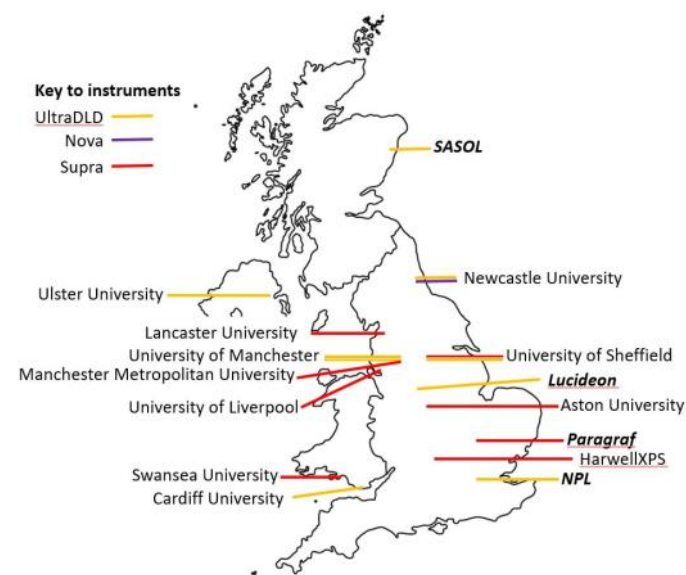 Key to instruments
UltraDLD
Nova
Supra
SASOL
Newcastle University
Ulster University
Lancaster University
University of Manchester
University of Sheffield
Manchester Metropolitan University
Lucideon
University of Liverpool
Aston University
Paragraf
HarwellXPS
Swansea University
NPL
Cardiff University